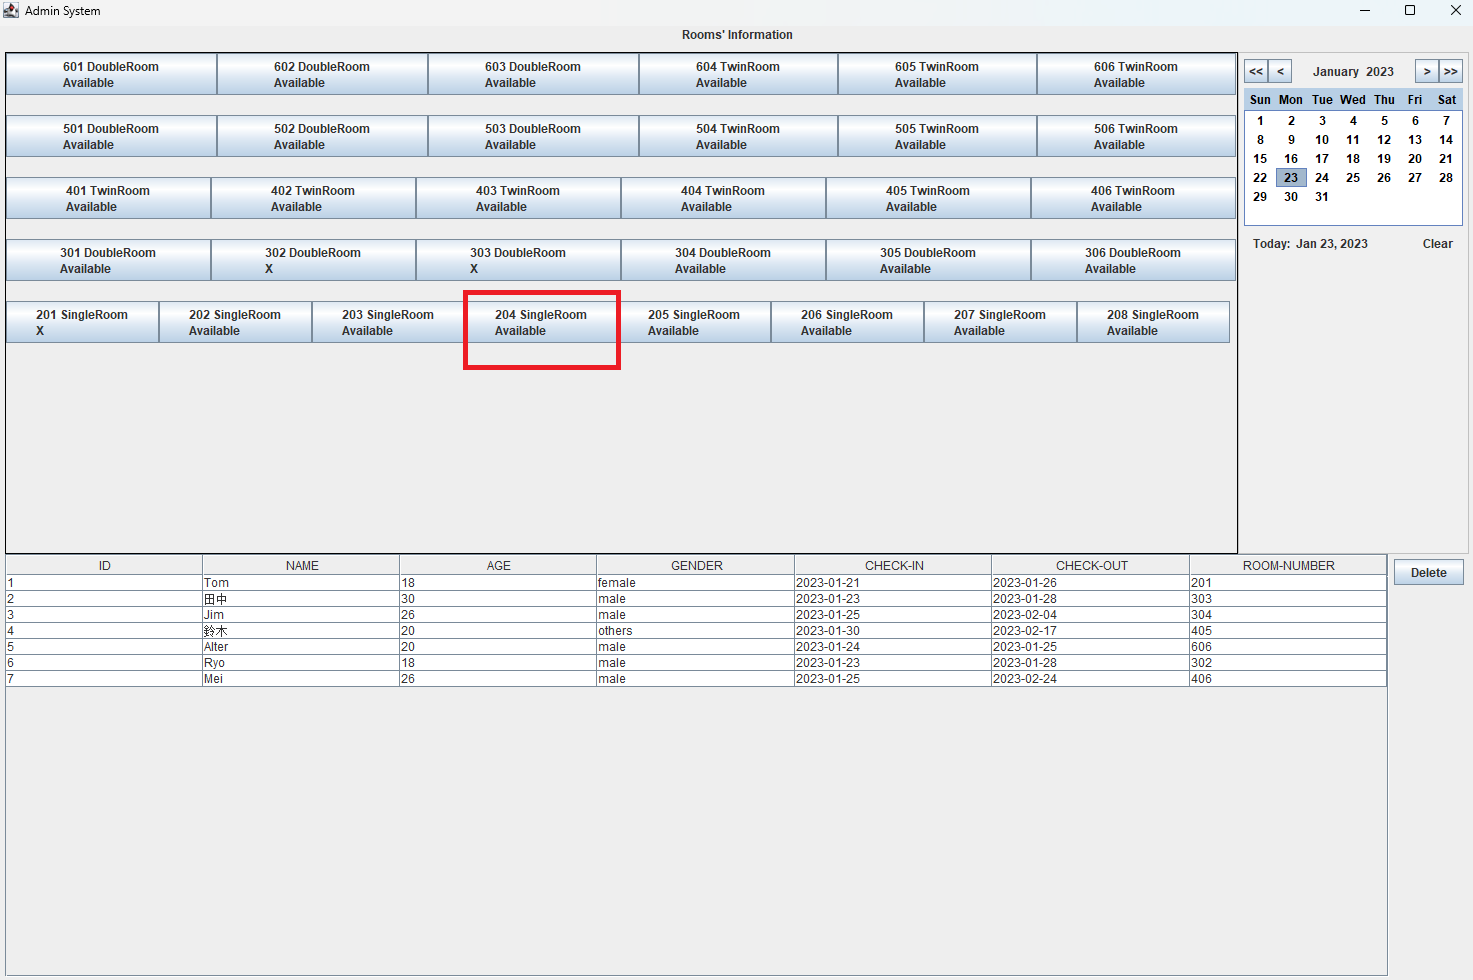 Admin System
Rooms' Information
601 DoubleRoom 602 DoubleRoom 603 DoubleRoom 604 TwinRoom 605 TwinRoom 606 TwinRoom
Available Available Available Available Available Available
501 DoubleRoom 502 DoubleRoom 503 DoubleRoom 504 TwinRoom 505 TwinRoom 506 TwinRoom
Available Available Available Available Available Available
401 TwinRoom 402 TwinRoom 403 TwinRoom 404 TwinRoom 405 TwinRoom 406 TwinRoom
Available Available Available Available Available Available
301 DoubleRoom 302 DoubleRoom 303 DoubleRoom 304 DoubleRoom 305 DoubleRoom 306 DoubleRoom
Available X X Available Available Available
201 SingleRoom 202 SingleRoom 203 SingleRoom 204 SingleRoom 205 SingleRoom 206 SingleRoom 207 SingleRoom 208 SingleRoom
X Available Available Available Available Available Available Available
<< < January 2023 > >>
Sun Mon Tue Wed Thu Fri Sat
1 2 3 4 5 6 7
8 9 10 11 12 13 14
15 16 17 18 19 20 21
22 23 24 25 26 27 28
29 30 31
Today: Jan 23, 2023 Clear
ID NAME AGE GENDER CHECK-IN CHECK-OUT ROOM-NUMBER
1 Tom 18 female 2023-01-21 2023-01-26 201
2 田中 30 male 2023-01-23 2023-01-28 303
3 Jim 26 male 2023-01-25 2023-02-04 304
4 鈴木 20 others 2023-01-30 2023-02-17 405
5 Alter 20 male 2023-01-24 2023-01-25 606
6 Ryo 18 male 2023-01-23 2023-01-28 302
7 Mei 26 male 2023-01-25 2023-02-24 406
Delete